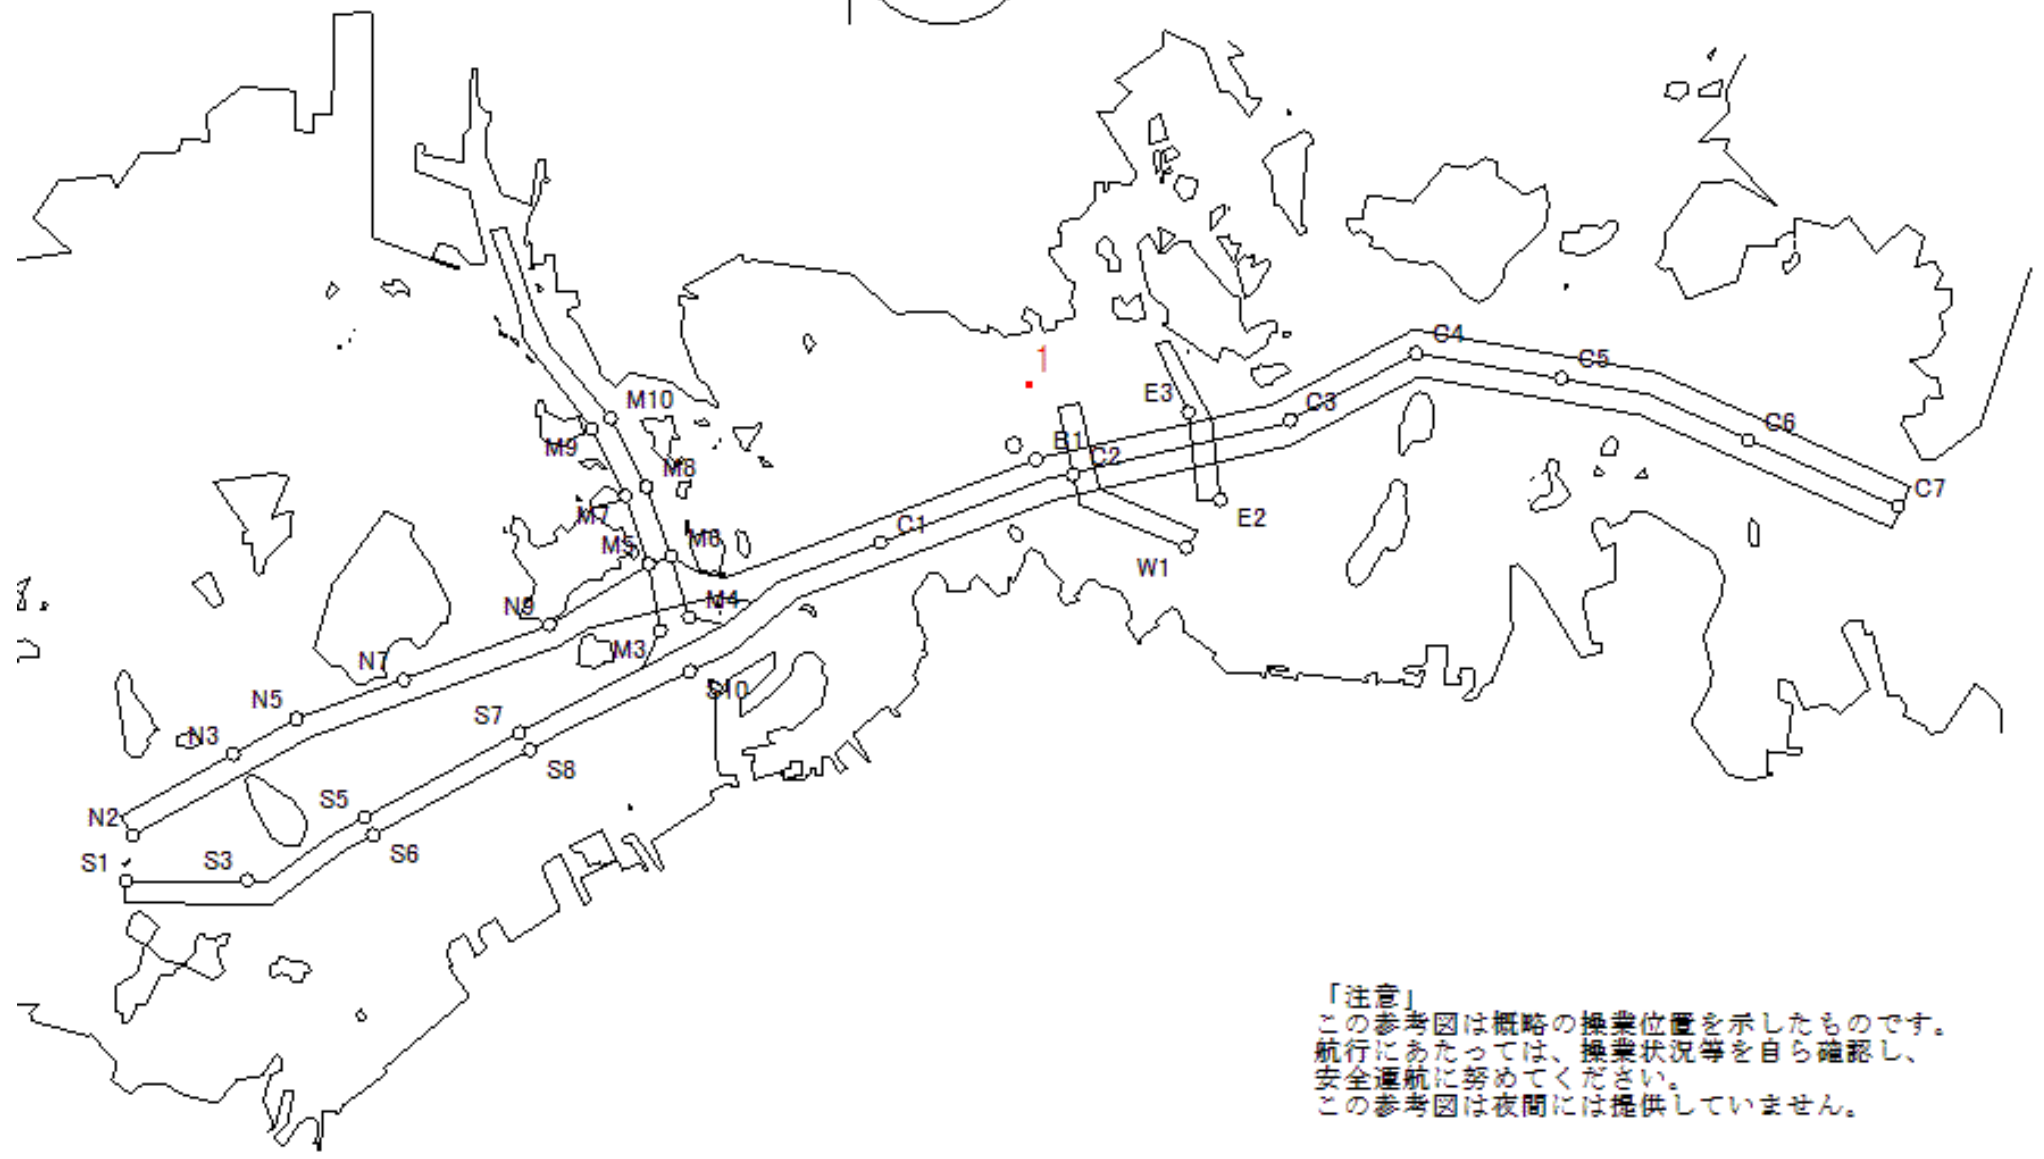 1
C4
C5
E3
C3
M10
C6
M9
B1
C2
M8
C7
M7
E2
C1
M5
M6
W1
N9
M4
M3
N7
S10
N5
S7
N3
S8
S5
N2
S6
S1
S3
「注意」
この参考図は概略の操業位置を示したものです。
航行にあたっては、操業状況等を自ら確認し、
安全運航に努めてください。
この参考図は夜間には提供していません。